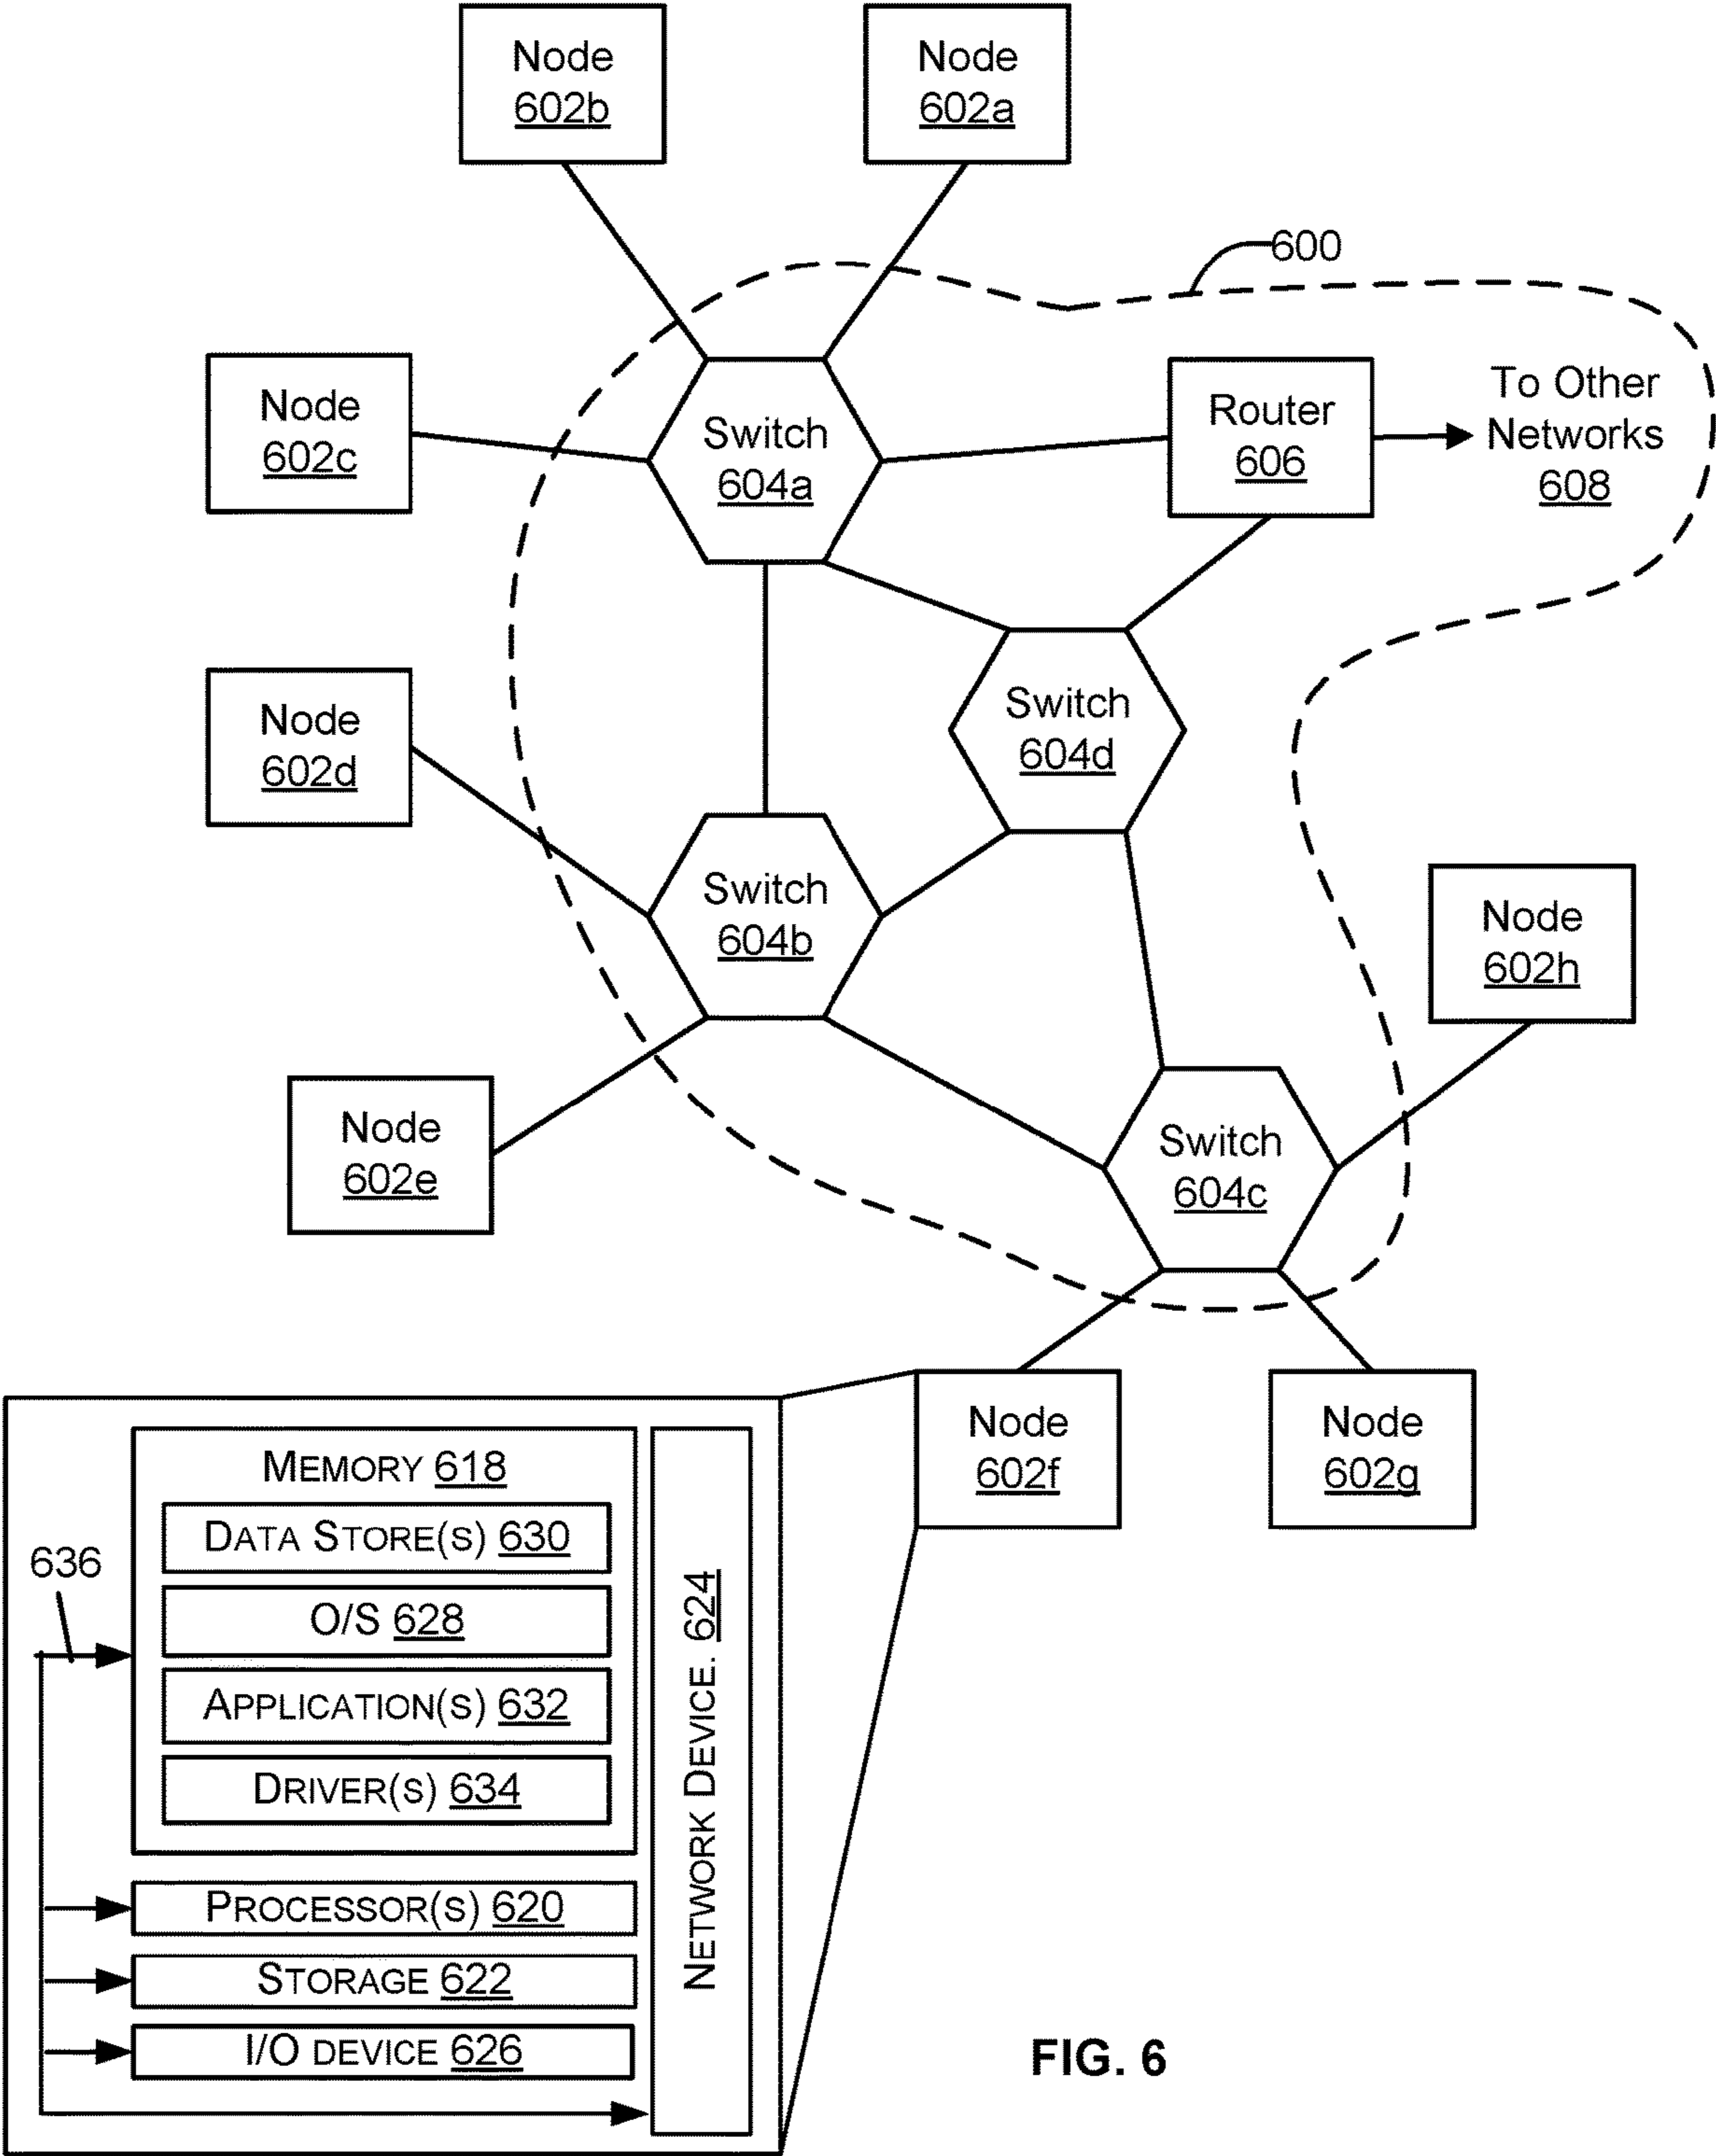 Node
602b
Node
602a
600
Node
602c
Switch
604a
Router
606
To Other
Networks
608
Node
602d
Switch
604d
Switch
604b
Node
602h
Node
602e
Switch
604c
Node
602f
Node
602g
MEMORY 618
DATA STORE(S) 630
636
O/S 628
APPLICATION(S) 632
DRIVER(S) 634
NETWORK DEVICE. 624
PROCESSOR(S) 620
STORAGE 622
I/O DEVICE 626
FIG. 6